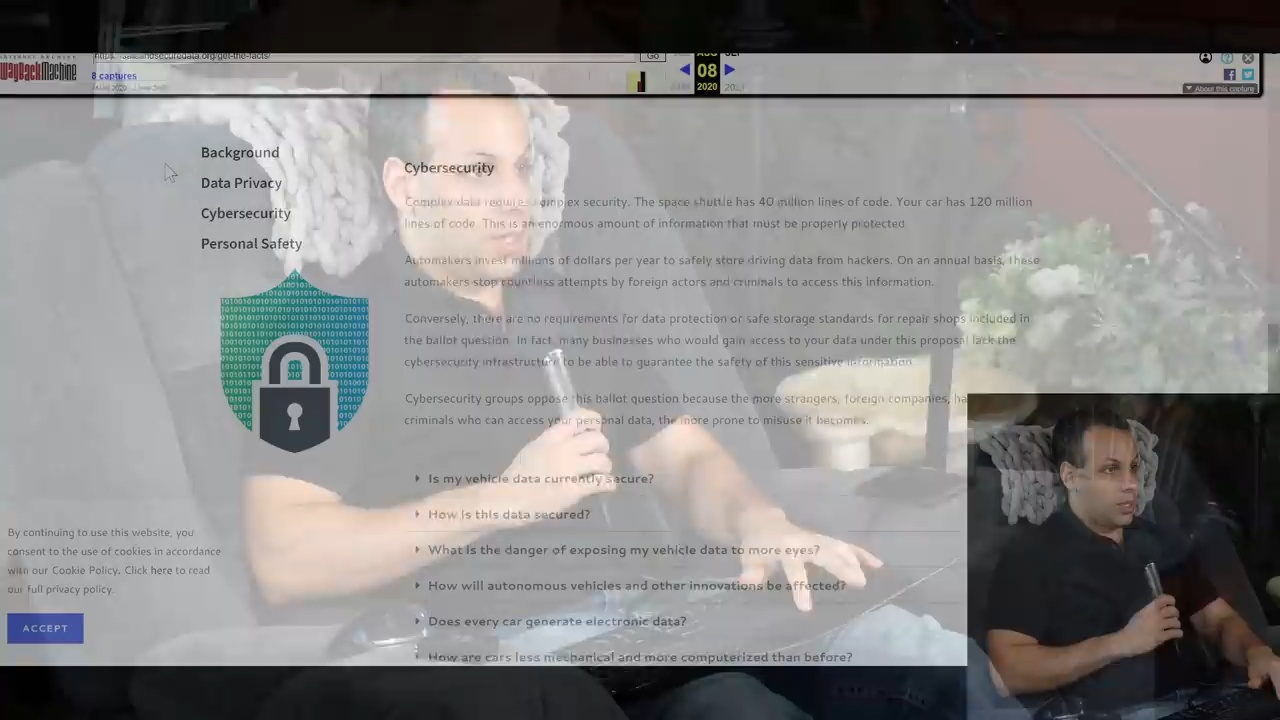 INTERNET ARCHIVE
WayBackMachine
Go
8 captures
08
2020
2021
About this capture
Background
Data Privacy
Cybersecurity
Personal Safety
Cybersecurity
Complex data requires complex security. The space shuttle has 40 million lines of code. Your car has 120 million
lines of code. This is an enormous amount of information that must be properly protected.
Automakers invest millions of dollars per year to safely store driving data from hackers. On an annual basis, these
automakers stop countless attempts by foreign actors and criminals to access this information.
Conversely, there are no requirements for data protection or safe storage standards for repair shops included in
the ballot question. In fact, many businesses who would gain access to your data under this proposal lack the
cybersecurity infrastructure to be able to guarantee the safety of this sensitive information.
Cybersecurity groups oppose this ballot question because the more strangers, foreign companies, ha
criminals who can access your personal data, the more prone to misuse it becomes.
Is my vehicle data currently secure?
How is this data secured?
What is the danger of exposing my vehicle data to more eyes?
How will autonomous vehicles and other innovations be affected?
Does every car generate electronic data?
How are cars less mechanical and more computerized than before?
By continuing to use this website, you
consent to the use of cookies in accordance
with our Cookie Policy. Click here to read
our full privacy policy.
ACCEPT